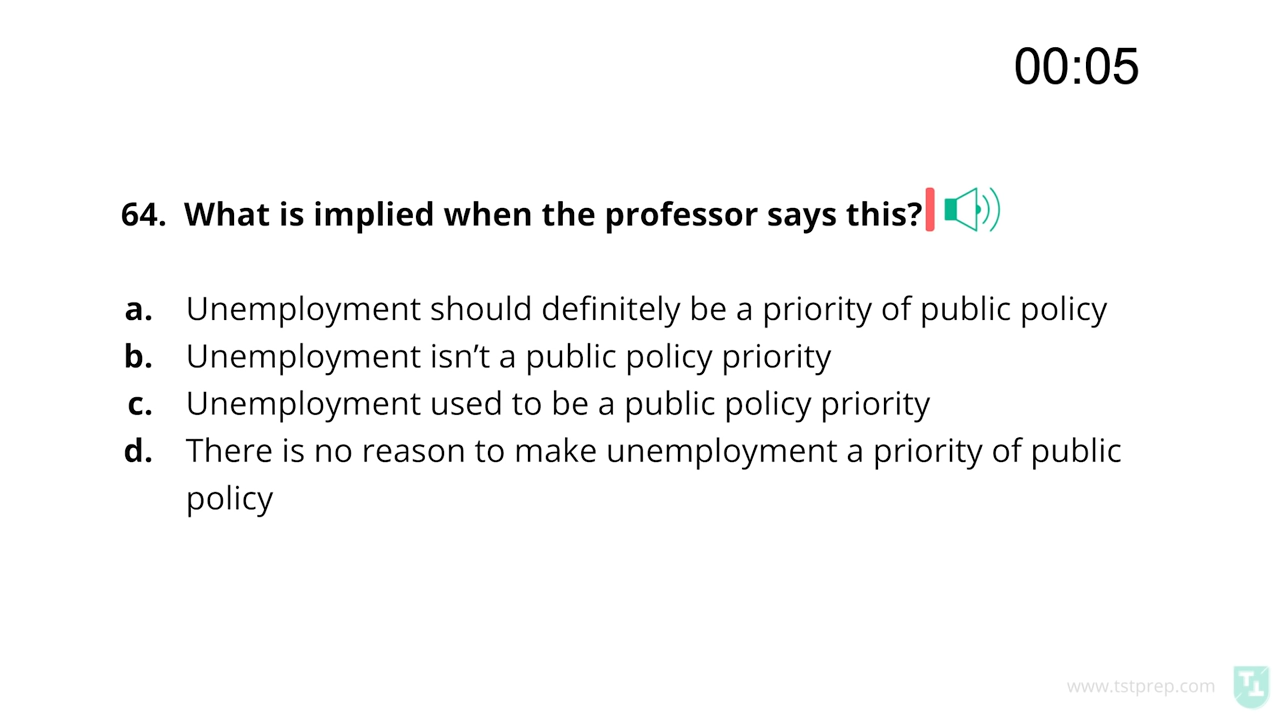 00:05
64. What is implied when the professor says this?
a. Unemployment should definitely be a priority of public policy
b. Unemployment isn’t a public policy priority
c. Unemployment used to be a public policy priority
d. There is no reason to make unemployment a priority of public
policy
www.tstprep.com